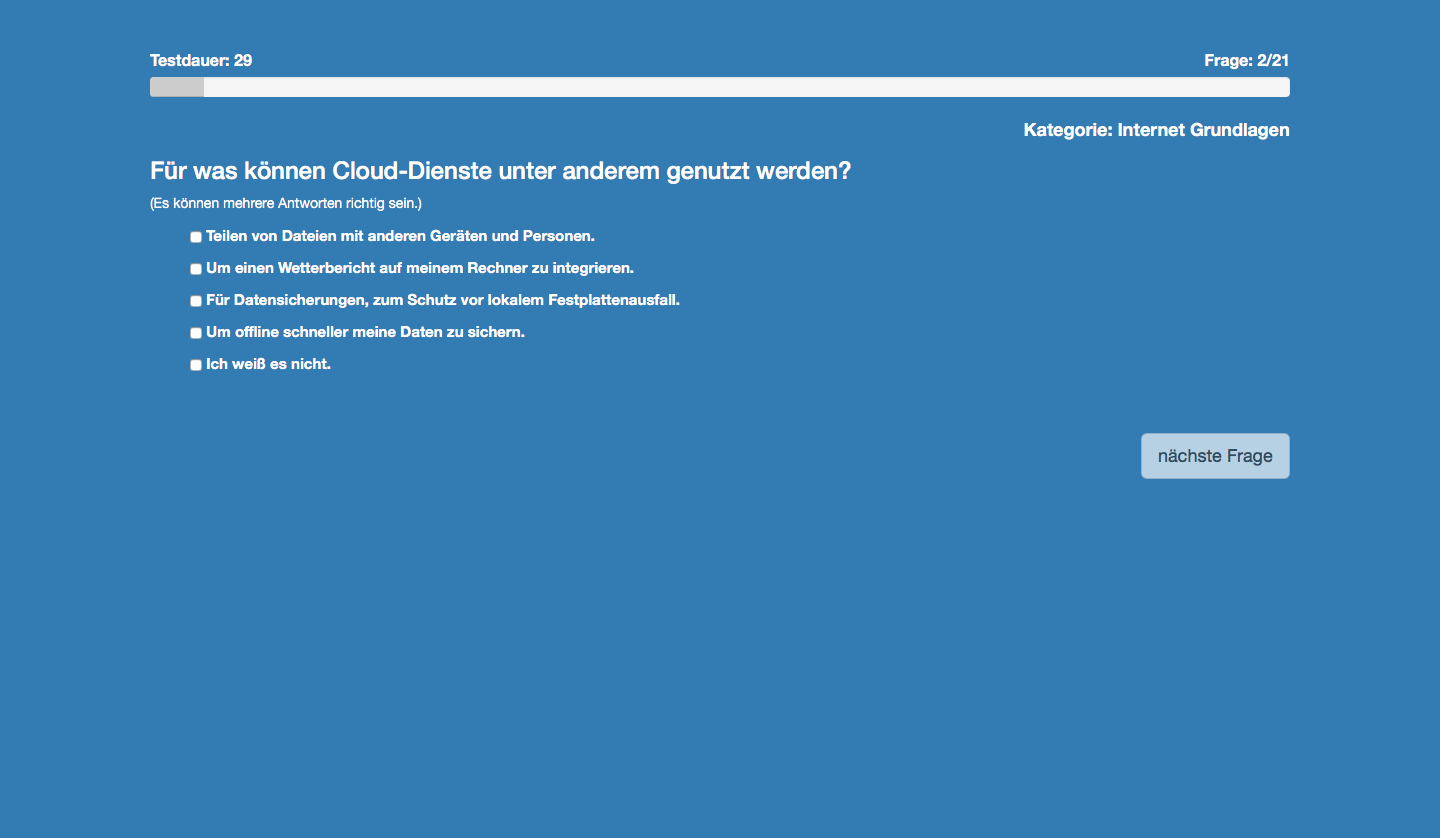 Testdauer: 29
Frage: 2/21
Kategorie: Internet Grundlagen
Für was können Cloud-Dienste unter anderem genutzt werden?
(Es können mehrere Antworten richtig sein.)
Teilen von Dateien mit anderen Geräten und Personen.
Um einen Wetterbericht auf meinem Rechner zu integrieren.
Für Datensicherungen, zum Schutz vor lokalem Festplattenausfall.
Um offline schneller meine Daten zu sichern.
Ich weiß es nicht.
nächste Frage